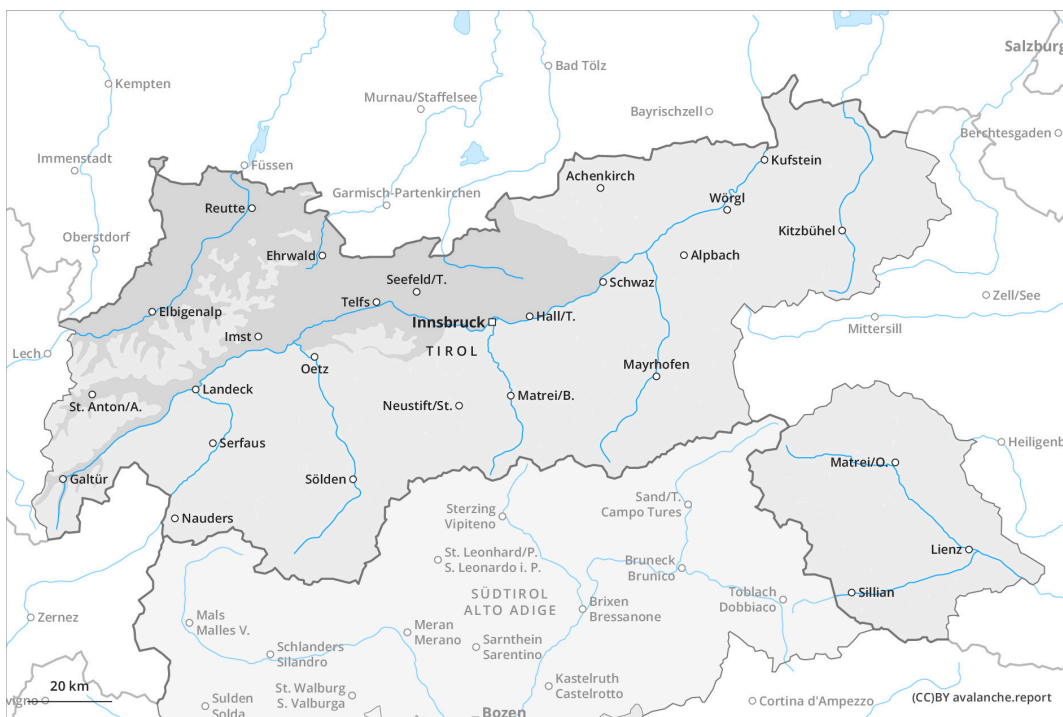 Salzburg
Kempten
Bad Tölz
Murnau/Staffelsee
Bayrischzell
Berchtesgaden
Immenstadt
Füssen
Kufstein
Achenkirch
Garmisch-Partenkirchen
Reutte
Wörgl
Oberstdorf
Kitzbühel
Ehrwald
Alpbach
Seefeld/T.
Schwaz
Zell/See
Telfs
Elbigenalp
Hall/T.
Innsbruck
Mittersill
Imst
TIROL
Lech
Oetz
Mayrhofen
Landeck
Matrei/B.
St. Anton/A.
Neustift/St.
Serfaus
Heiligenb
Matrei/O.
Galtür
Sölden
Sand/T.
Campo Tures
Sterzing
Vipiteno
Nauders
Lienz
St. Leonhard/P.
S. Leonardo i. P.
Bruneck
Brunico
Sillian
SÜDTIROL
ALTO ADIGE
Toblach
Dobbiaco
Brixen
Bressanone
Zernez
Mals
Malles V.
Meran
Merano
Sarnthein
Sarentino
Schlanders
Silandro
Kastelruth
Castelrotto
20 km
St. Walburg
S. Valburga
vigno
Sulden
Solda
Cortina d'Ampezzo
(CC)BY avalanche.report
Bozen